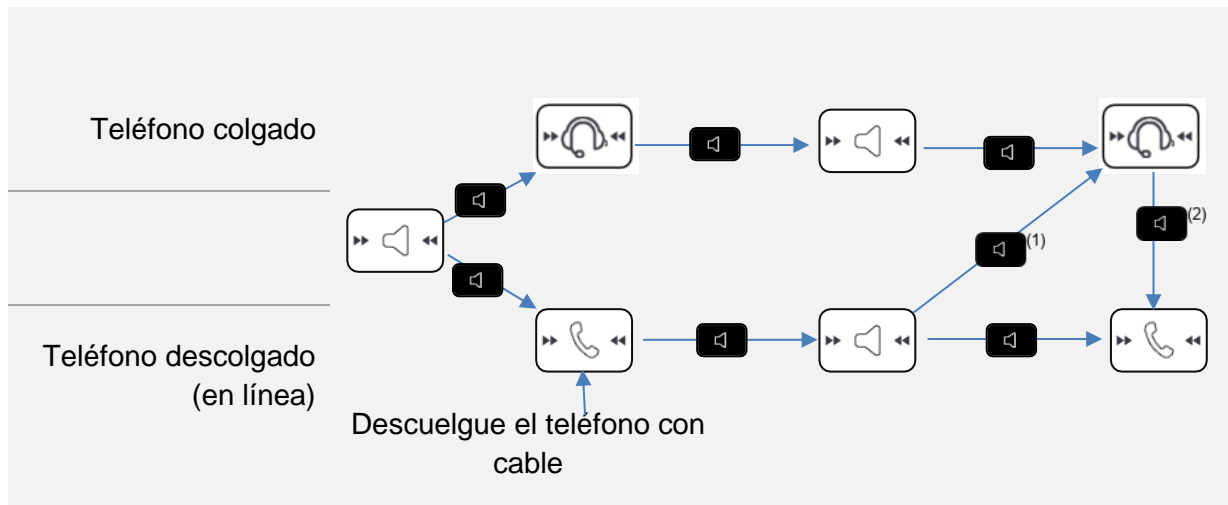 Teléfono colgado
(2)
(1)
Teléfono descolgado
(en línea)
Descuelgue el teléfono con
cable